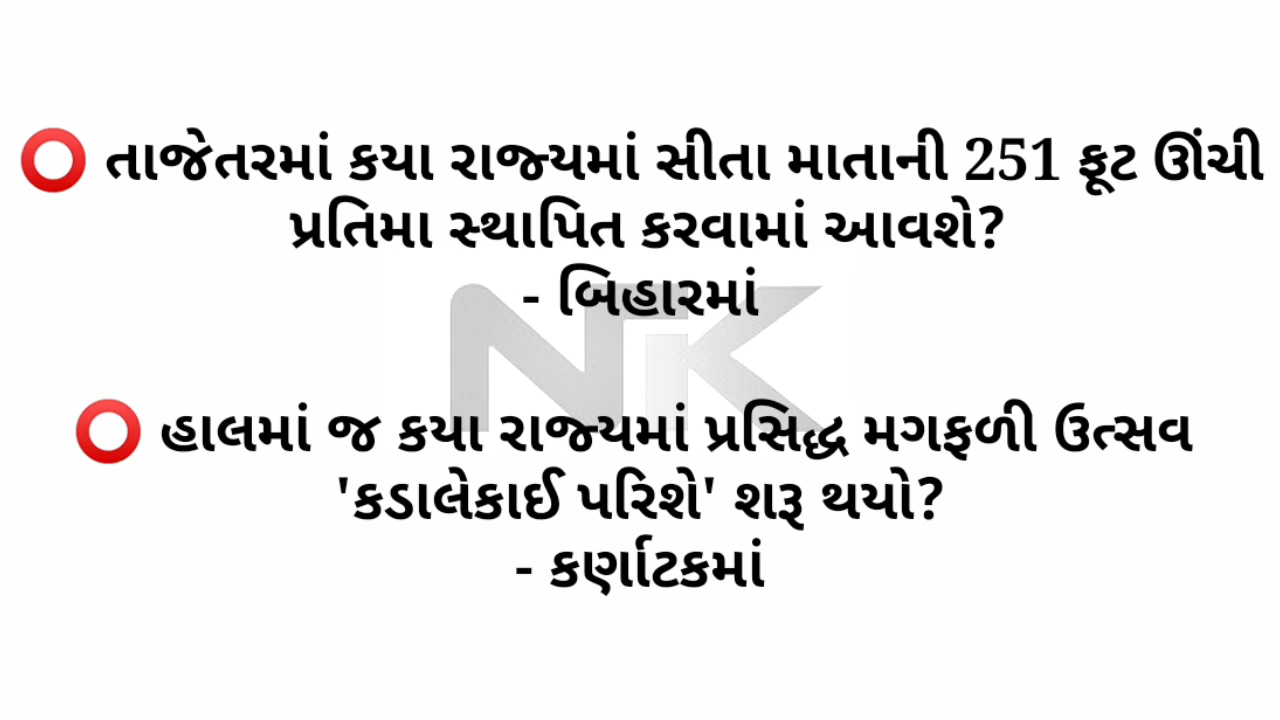 ⭕ તાજેતરમાં કયા રાજ્યમાં સીતા માતાની 251 ફૂટ ઊંચી
પ્રતિમા સ્થાપિત કરવામાં આવશે?
- બિહારમાં
NTK
⭕ હાલમાં જ કયા રાજ્યમાં પ્રસિદ્ધ મગફળી ઉત્સવ
'કડાલેકાઈ પરિશે' શરૂ થયો?
- કર્ણાટકમાં